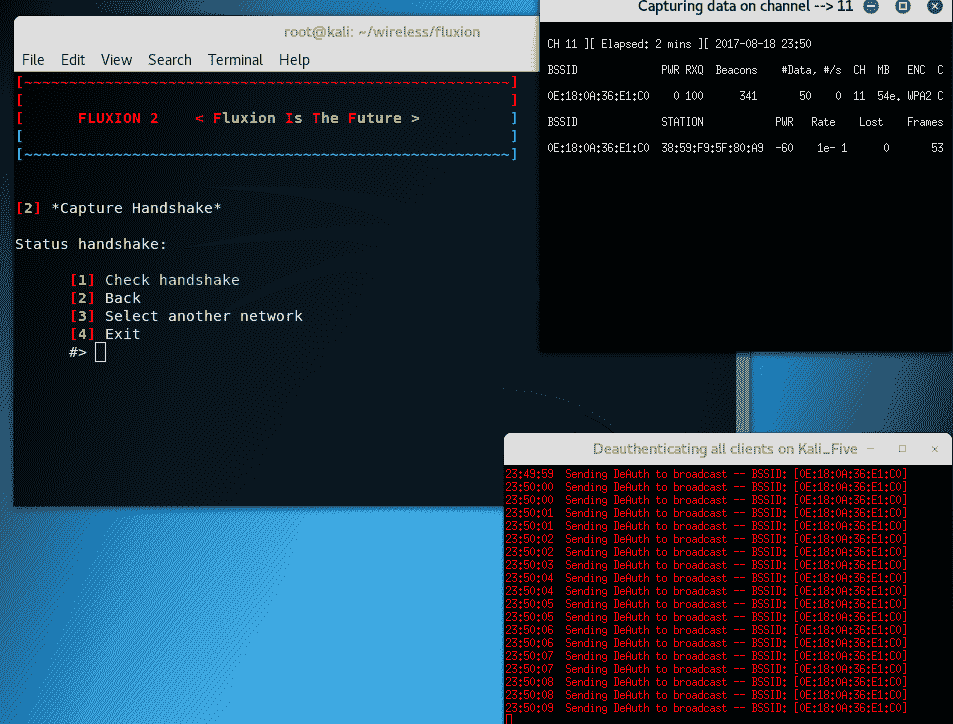 root@kali: ~/wireless/fluxion
File Edit View Search Terminal Help
[~~~~~~~~~~~~~~~~~~~~~~~~~~~~~~~~~~~~~~~~~~~~~~~~~~~~~~]
[ ]
[ FLUXION 2 < Fluxion Is The Future > ]
[ ]
[~~~~~~~~~~~~~~~~~~~~~~~~~~~~~~~~~~~~~~~~~~~~~~~~~~~~~~]
[2] *Capture Handshake*
Status handshake:
[1] Check handshake
[2] Back
[3] Select another network
[4] Exit
#>
Capturing data on channel --> 11
CH 11 ][ Elapsed: 2 mins ][ 2017-08-18 23:50
BSSID PWR RXQ Beacons #Data, #/s CH MB ENC C
0E:18:0A:36:E1:C0 0 100 341 50 0 11 54e. WPA2 C
BSSID STATION PWR Rate Lost Frames
0E:18:0A:36:E1:C0 38:59:F9:5F:80:A9 -60 1e- 1 0 53
Deauthenticating all clients on Kali_Five
23:49:59 Sending DeAuth to broadcast -- BSSID: [0E:18:0A:36:E1:C0]
23:50:00 Sending DeAuth to broadcast -- BSSID: [0E:18:0A:36:E1:C0]
23:50:00 Sending DeAuth to broadcast -- BSSID: [0E:18:0A:36:E1:C0]
23:50:01 Sending DeAuth to broadcast -- BSSID: [0E:18:0A:36:E1:C0]
23:50:01 Sending DeAuth to broadcast -- BSSID: [0E:18:0A:36:E1:C0]
23:50:02 Sending DeAuth to broadcast -- BSSID: [0E:18:0A:36:E1:C0]
23:50:02 Sending DeAuth to broadcast -- BSSID: [0E:18:0A:36:E1:C0]
23:50:03 Sending DeAuth to broadcast -- BSSID: [0E:18:0A:36:E1:C0]
23:50:04 Sending DeAuth to broadcast -- BSSID: [0E:18:0A:36:E1:C0]
23:50:04 Sending DeAuth to broadcast -- BSSID: [0E:18:0A:36:E1:C0]
23:50:05 Sending DeAuth to broadcast -- BSSID: [0E:18:0A:36:E1:C0]
23:50:05 Sending DeAuth to broadcast -- BSSID: [0E:18:0A:36:E1:C0]
23:50:06 Sending DeAuth to broadcast -- BSSID: [0E:18:0A:36:E1:C0]
23:50:06 Sending DeAuth to broadcast -- BSSID: [0E:18:0A:36:E1:C0]
23:50:07 Sending DeAuth to broadcast -- BSSID: [0E:18:0A:36:E1:C0]
23:50:07 Sending DeAuth to broadcast -- BSSID: [0E:18:0A:36:E1:C0]
23:50:08 Sending DeAuth to broadcast -- BSSID: [0E:18:0A:36:E1:C0]
23:50:08 Sending DeAuth to broadcast -- BSSID: [0E:18:0A:36:E1:C0]
23:50:09 Sending DeAuth to broadcast -- BSSID: [0E:18:0A:36:E1:C0]